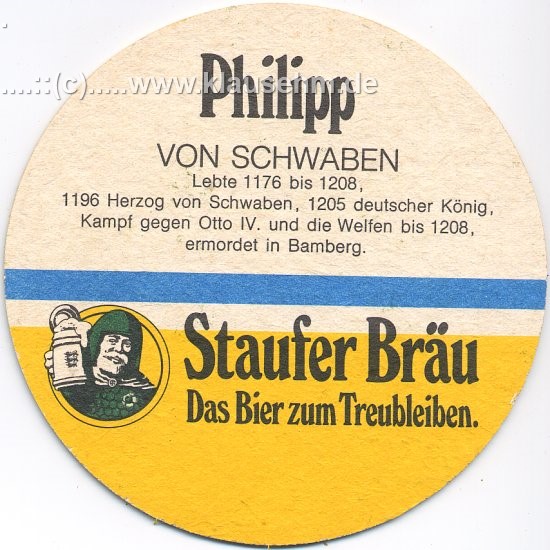 Philipp
.....::(c).....www.klausehm.de
VON SCHWABEN
Lebte 1176 bis 1208,
1196 Herzog von Schwaben, 1205 deutscher König,
Kampf gegen Otto IV. und die Welfen bis 1208,
ermordet in Bamberg.
Staufer Bräu
Das Bier zum Treubleiben.